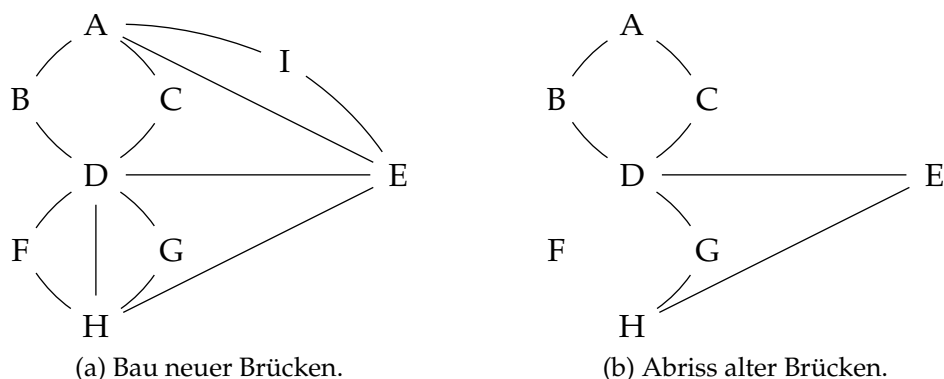 A
I
B C
D E
F G
H
(a) Bau neuer Brücken.
A
B C
D E
F G
H
(b) Abriss alter Brücken.